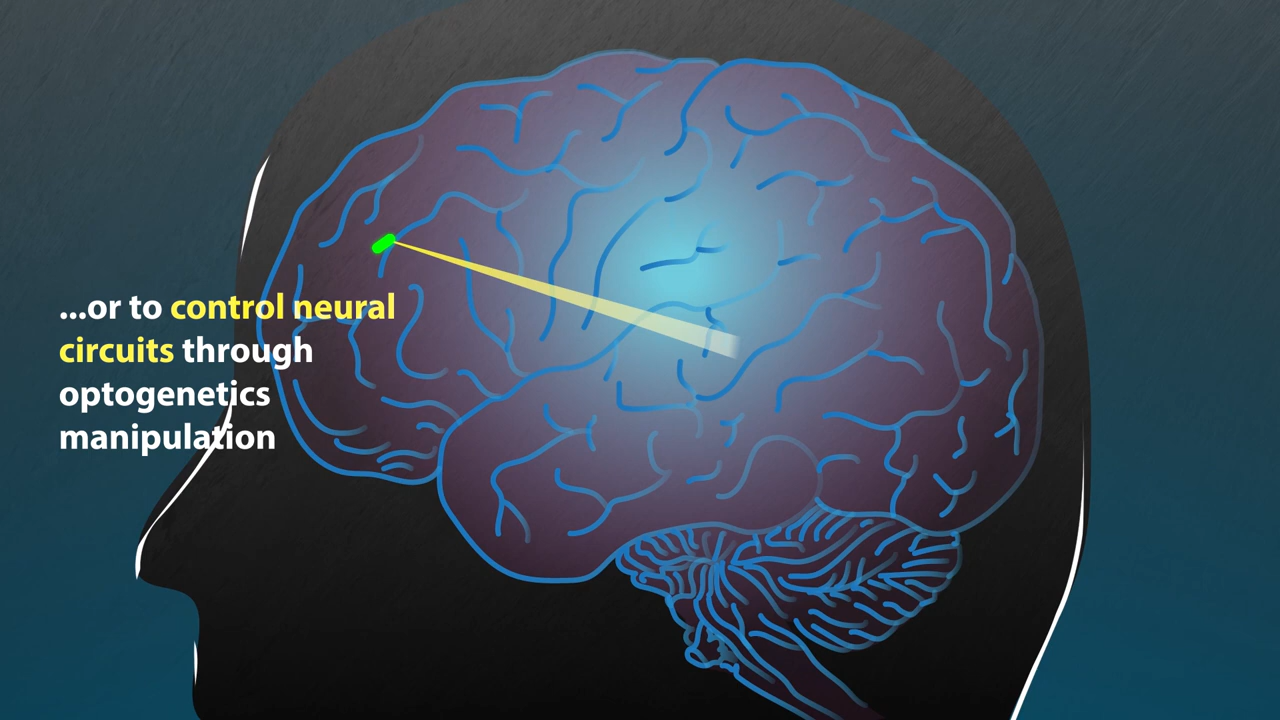 ...or to control neural
circuits through
optogenetics
manipulation